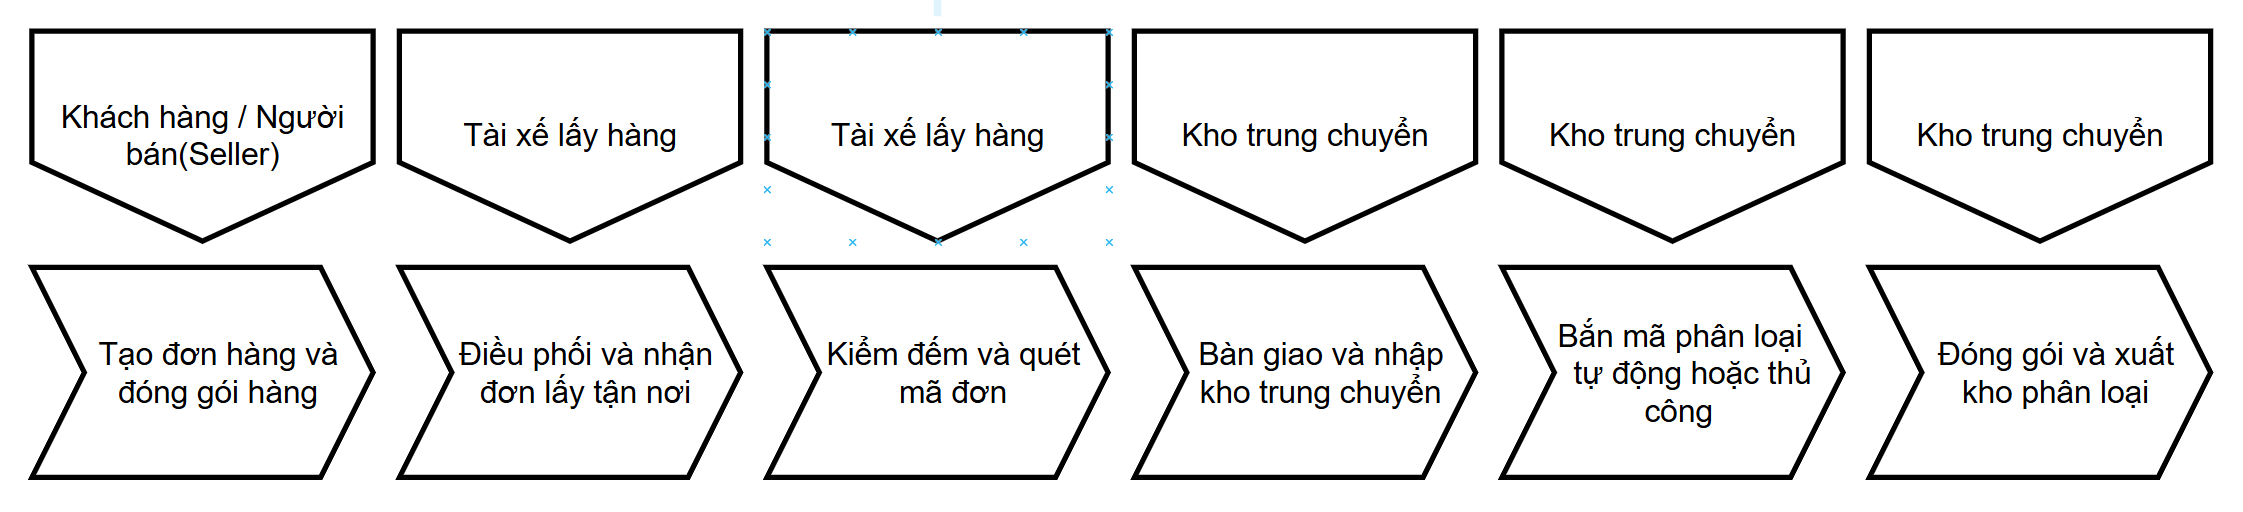 Khách hàng / Người
bán(Seller)
Tài xế lấy hàng
Tài xế lấy hàng
Kho trung chuyển
Kho trung chuyển
Kho trung chuyển
Tạo đơn hàng và
đóng gói hàng
Điều phối và nhận
đơn lấy tận nơi
Kiểm đếm và quét
mã đơn
Bàn giao và nhập
kho trung chuyển
Bắn mã phân loại
tự động hoặc thủ
công
Đóng gói và xuất
kho phân loại